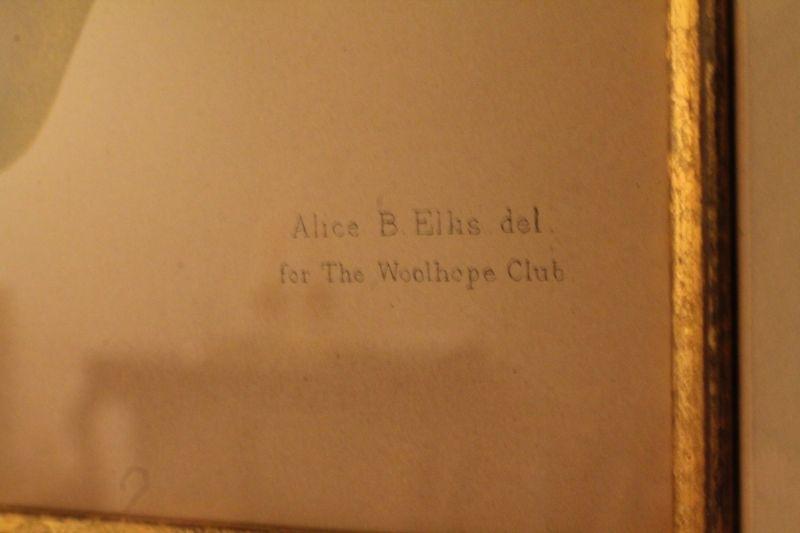 Alice B. Ellis del.
for The Woolhope Club